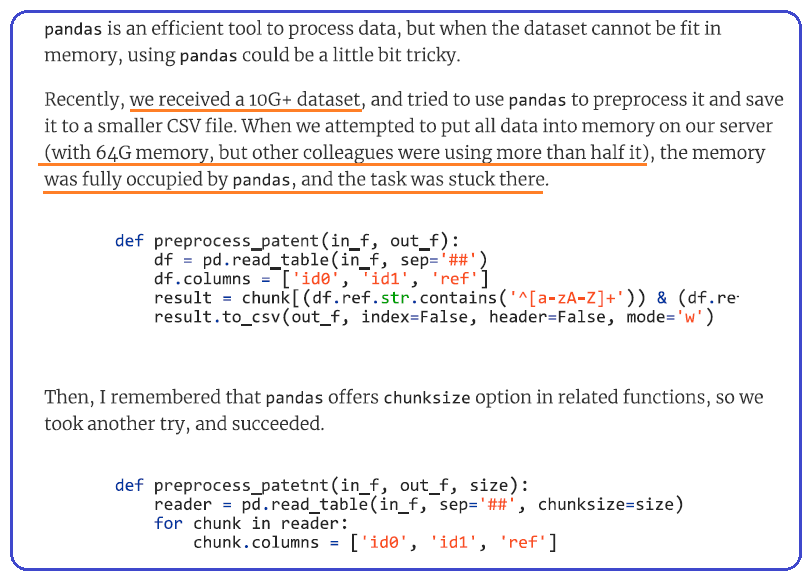 pandas is an efficient tool to process data, but when the dataset cannot be fit in
memory, using pandas could be a little bit tricky.
Recently, we received a 10G+ dataset, and tried to use pandas to preprocess it and save
it to a smaller CSV file. When we attempted to put all data into memory on our server
(with 64G memory, but other colleagues were using more than half it), the memory
was fully occupied by pandas, and the task was stuck there.
def preprocess_patent(in_f, out_f):
    df = pd.read_table(in_f, sep='##')
    df.columns = ['id0', 'id1', 'ref']
    result = chunk[(df.ref.str.contains('^[a-zA-Z]+')) & (df.re
    result.to_csv(out_f, index=False, header=False, mode='w')
Then, I remembered that pandas offers chunksize option in related functions, so we
took another try, and succeeded.
def preprocess_patetnt(in_f, out_f, size):
    reader = pd.read_table(in_f, sep='##', chunksize=size)
    for chunk in reader:
        chunk.columns = ['id0', 'id1', 'ref']